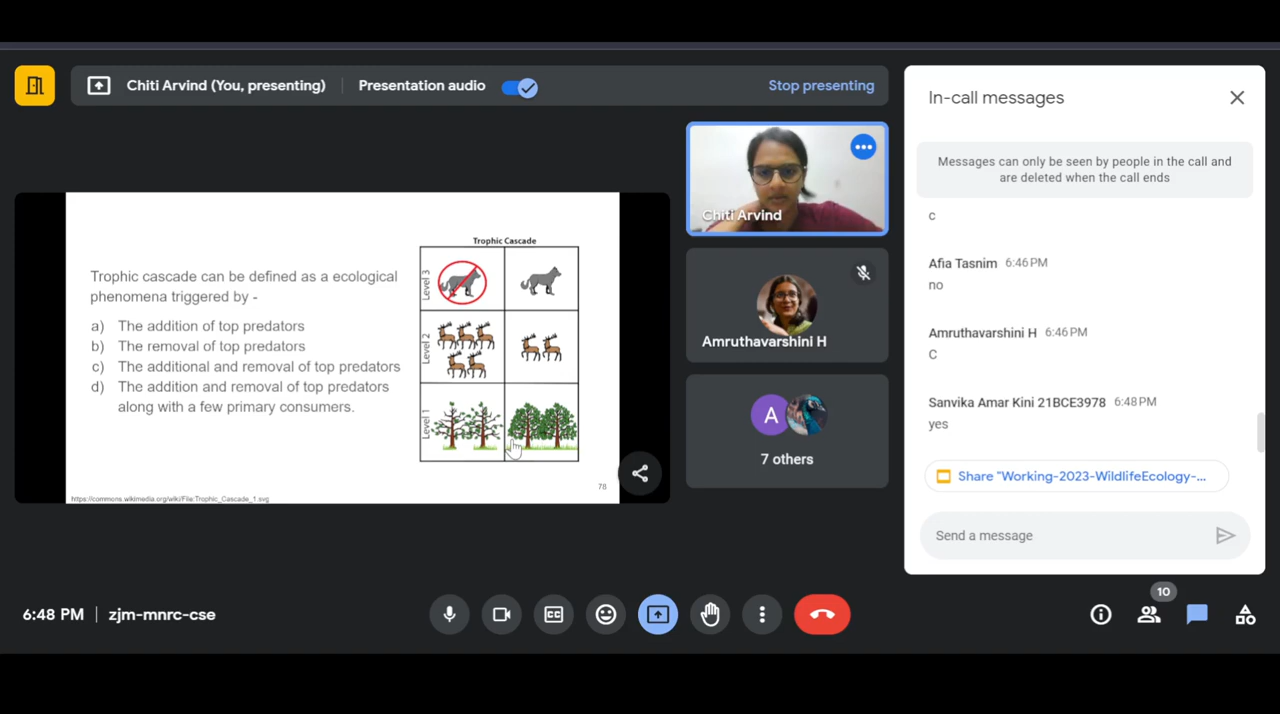 Chiti Arvind (You, presenting)
Presentation audio
Stop presenting
Trophic cascade can be defined as a ecological
phenomena triggered by -
a) The addition of top predators
b) The removal of top predators
c) The additional and removal of top predators
d) The addition and removal of top predators
along with a few primary consumers.
Trophic Cascade
Level 3
Level 2
Level 1
https://commons.wikimedia.org/wiki/File:Trophic_Cascade_1.svg
78
Chiti Arvind
Amruthavarshini H
A
7 others
In-call messages
Messages can only be seen by people in the call and
are deleted when the call ends
c
Afia Tasnim 6:46 PM
no
Amruthavarshini H 6:46 PM
C
Sanvika Amar Kini 21BCE3978 6:48 PM
yes
Share "Working-2023-WildlifeEcology-...
Send a message
6:48 PM | zjm-mnrc-cse
CC
10